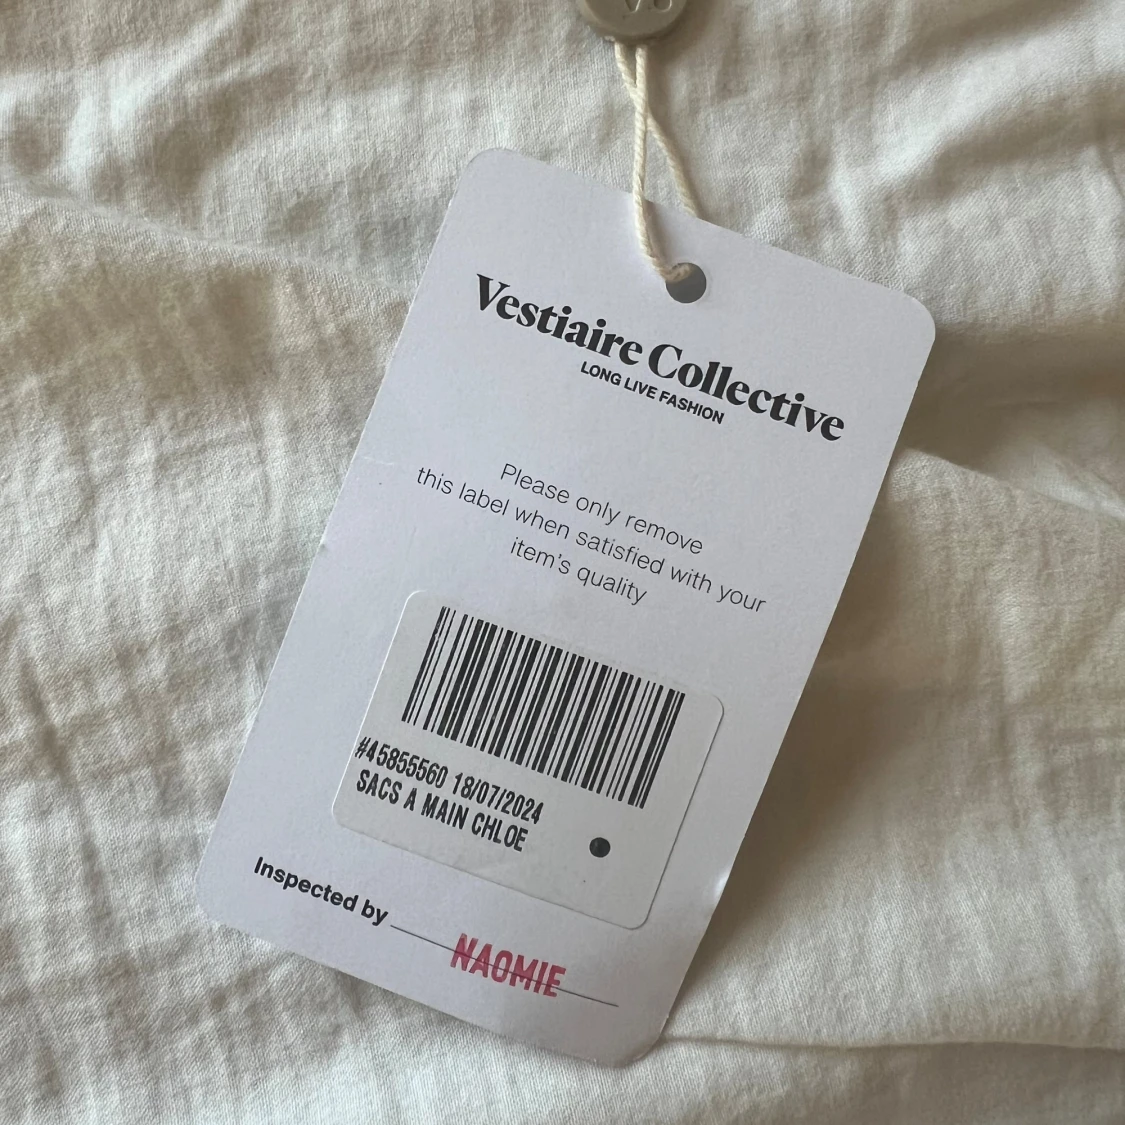 Vestiaire Collective
LONG LIVE FASHION
Please only remove
this label when satisfied with your
item's quality
#45855560 18/07/2024
SACS A MAIN CHLOE
Inspected by
NAOMIE